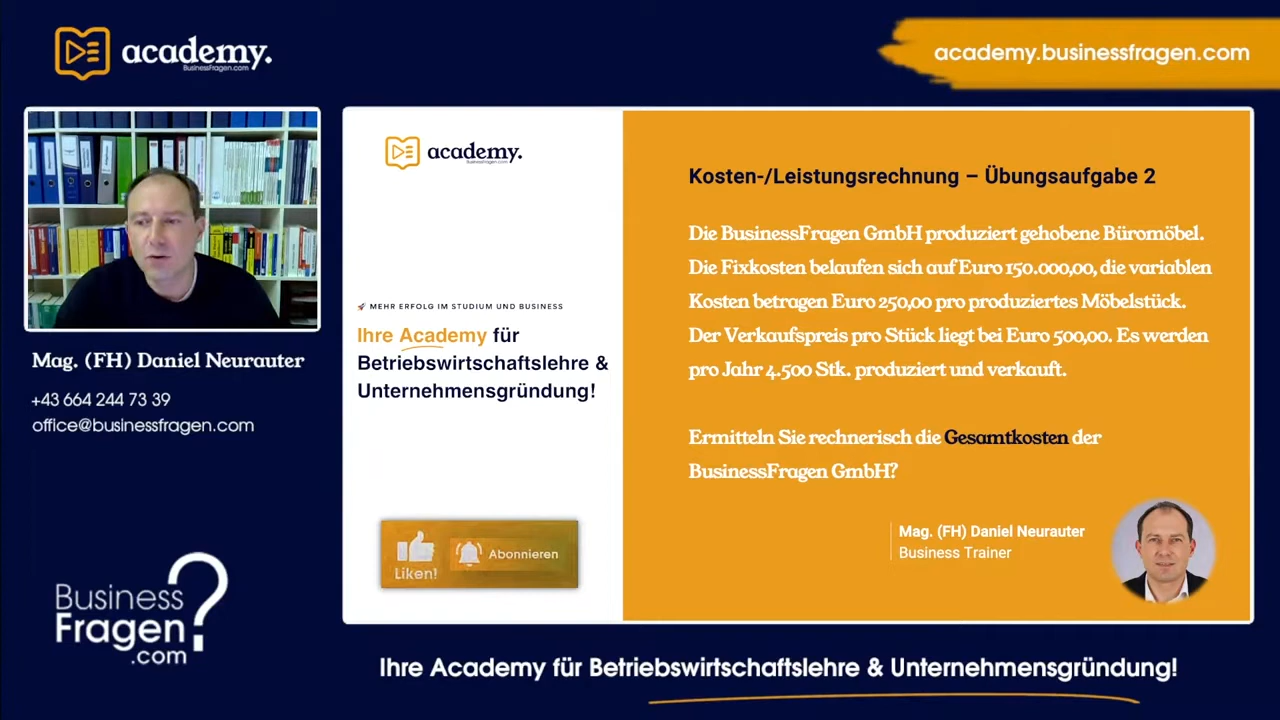 academy.
BusinessFragen.com
academy.businessfragen.com
Mag. (FH) Daniel Neurauter
+43 664 244 73 39
office@businessfragen.com
Business
Fragen?
.com
academy.
BusinessFragen.com
🚀 MEHR ERFOLG IM STUDIUM UND BUSINESS
Ihre Academy für
Betriebswirtschaftslehre &
Unternehmensgründung!
Liken!
Abonnieren
Kosten-/Leistungsrechnung – Übungsaufgabe 2
Die BusinessFragen GmbH produziert gehobene Büromöbel.
Die Fixkosten belaufen sich auf Euro 150.000,00, die variablen
Kosten betragen Euro 250,00 pro produziertes Möbelstück.
Der Verkaufspreis pro Stück liegt bei Euro 500,00. Es werden
pro Jahr 4.500 Stk. produziert und verkauft.
Ermitteln Sie rechnerisch die Gesamtkosten der
BusinessFragen GmbH?
Mag. (FH) Daniel Neurauter
Business Trainer
Ihre Academy für Betriebswirtschaftslehre & Unternehmensgründung!